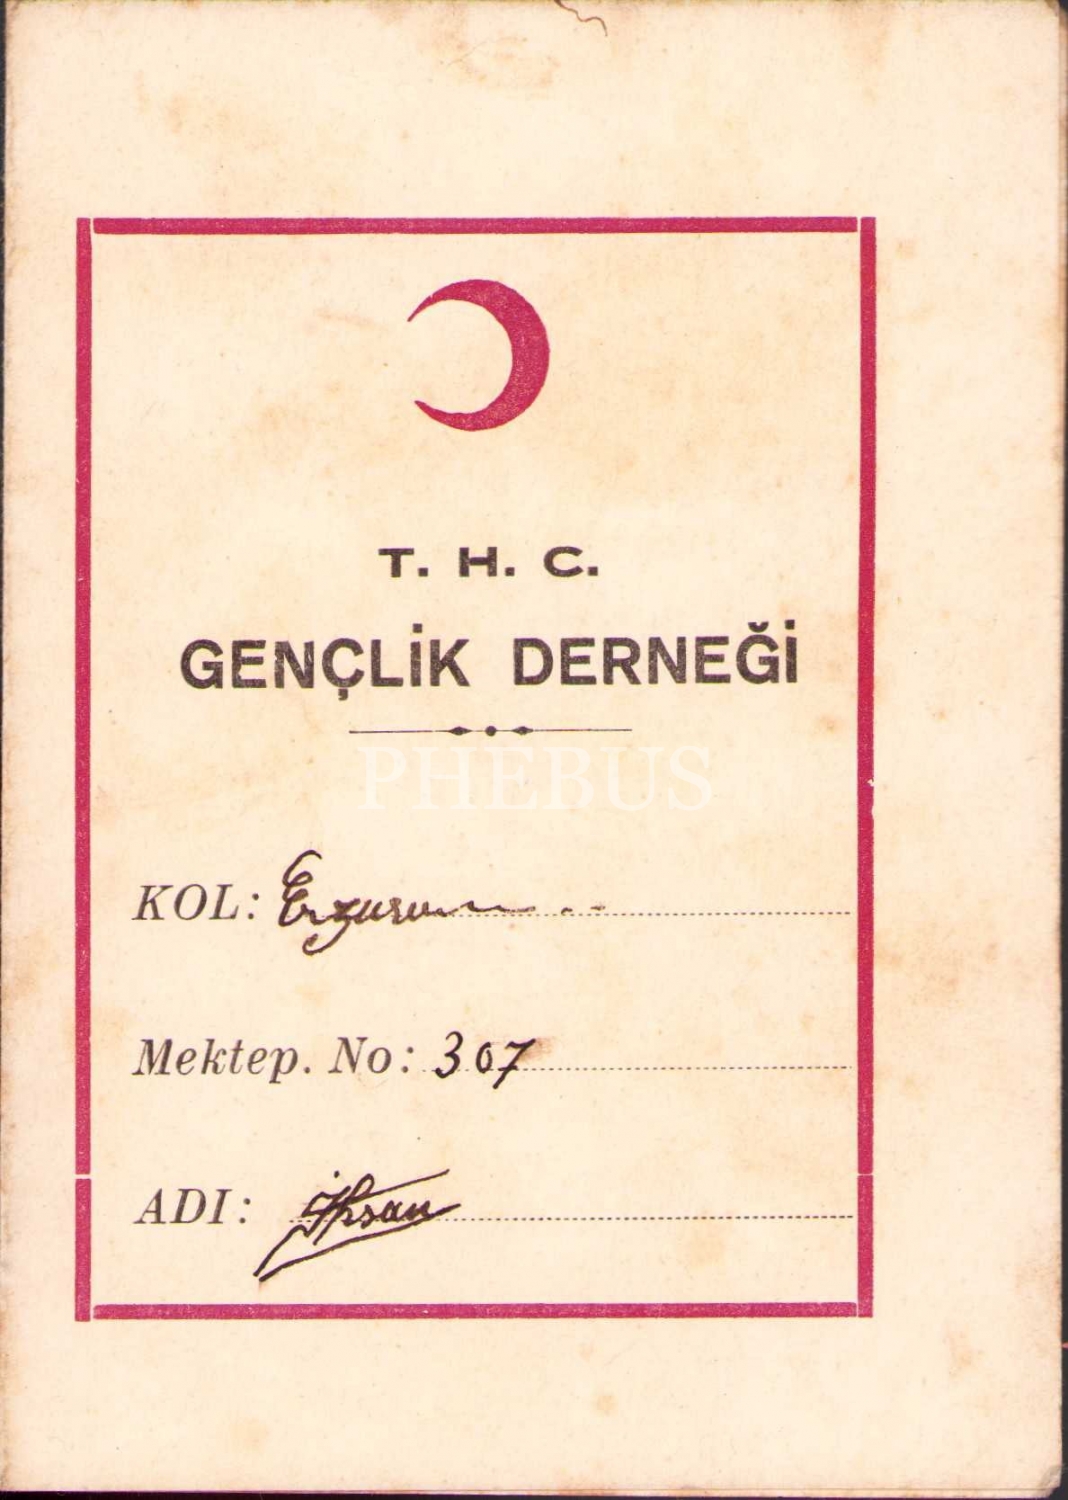 T. H. C.
GENÇLİK DERNEĞİ
PHEBUS
KOL: Erzurum
Mektep. No: 307
ADI: İhsan